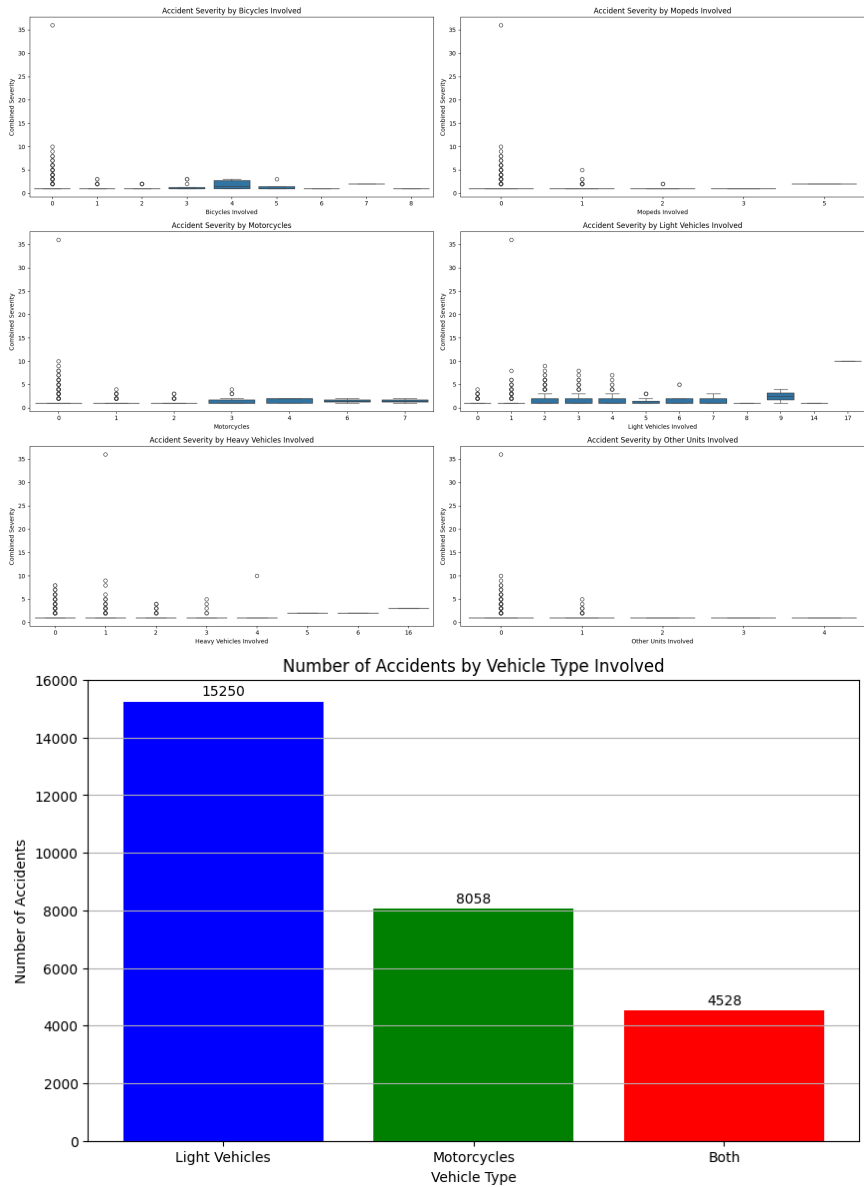 Accident Severity by Bicycles Involved
Combined Severity
35
30
25
20
15
10
5
0
0 1 2 3 4 5 6 7 8
Bicycles Involved
Accident Severity by Mopeds Involved
Combined Severity
35
30
25
20
15
10
5
0
0 1 2 3 5
Mopeds Involved
Accident Severity by Motorcycles
Combined Severity
35
30
25
20
15
10
5
0
0 1 2 3 4 6 7
Motorcycles
Accident Severity by Light Vehicles Involved
Combined Severity
35
30
25
20
15
10
5
0
0 1 2 3 4 5 6 7 8 9 14 17
Light Vehicles Involved
Accident Severity by Heavy Vehicles Involved
Combined Severity
35
30
25
20
15
10
5
0
0 1 2 3 4 5 6 16
Heavy Vehicles Involved
Accident Severity by Other Units Involved
Combined Severity
35
30
25
20
15
10
5
0
0 1 2 3 4
Other Units Involved
Number of Accidents by Vehicle Type Involved
Number of Accidents
16000
14000
12000
10000
8000
6000
4000
2000
0
15250
8058
4528
Light Vehicles Motorcycles Both
Vehicle Type